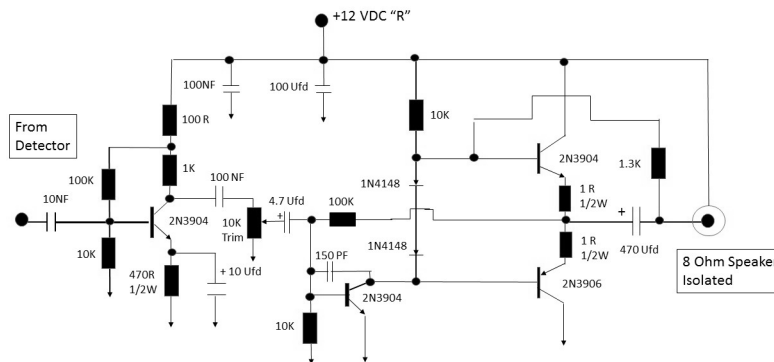 +12 VDC “R”
100NF
100 Ufd
100 R
10K
From
Detector
1K
100K
100 NF
1N4148
2N3904
1.3K
10NF
2N3904
10K
Trim
4.7 Ufd
100K
1 R
1/2W
+
+
10K
1N4148
1 R
1/2W
470 Ufd
150 PF
470R
1/2W
+ 10 Ufd
2N3904
2N3906
8 Ohm Speaker
Isolated
10K